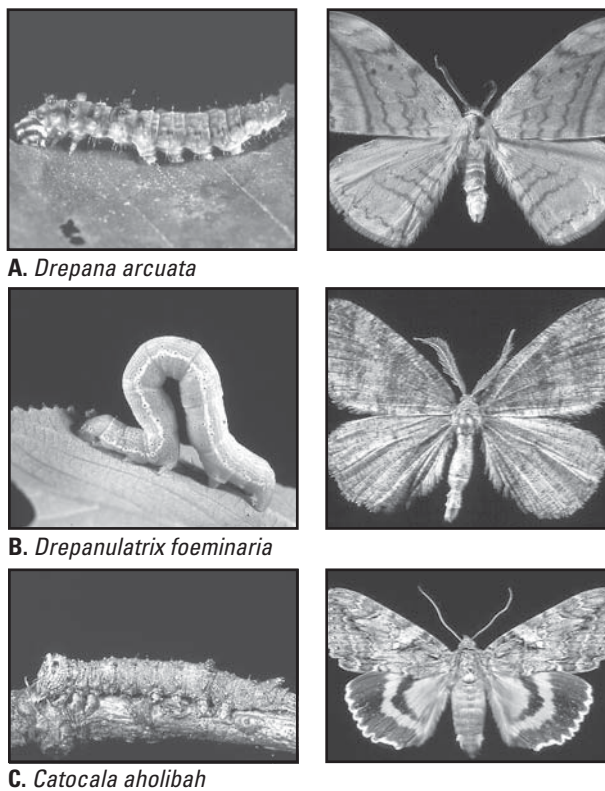 A. Drepana arcuata
B. Drepanulatrix foeminaria
C. Catocala aholibah